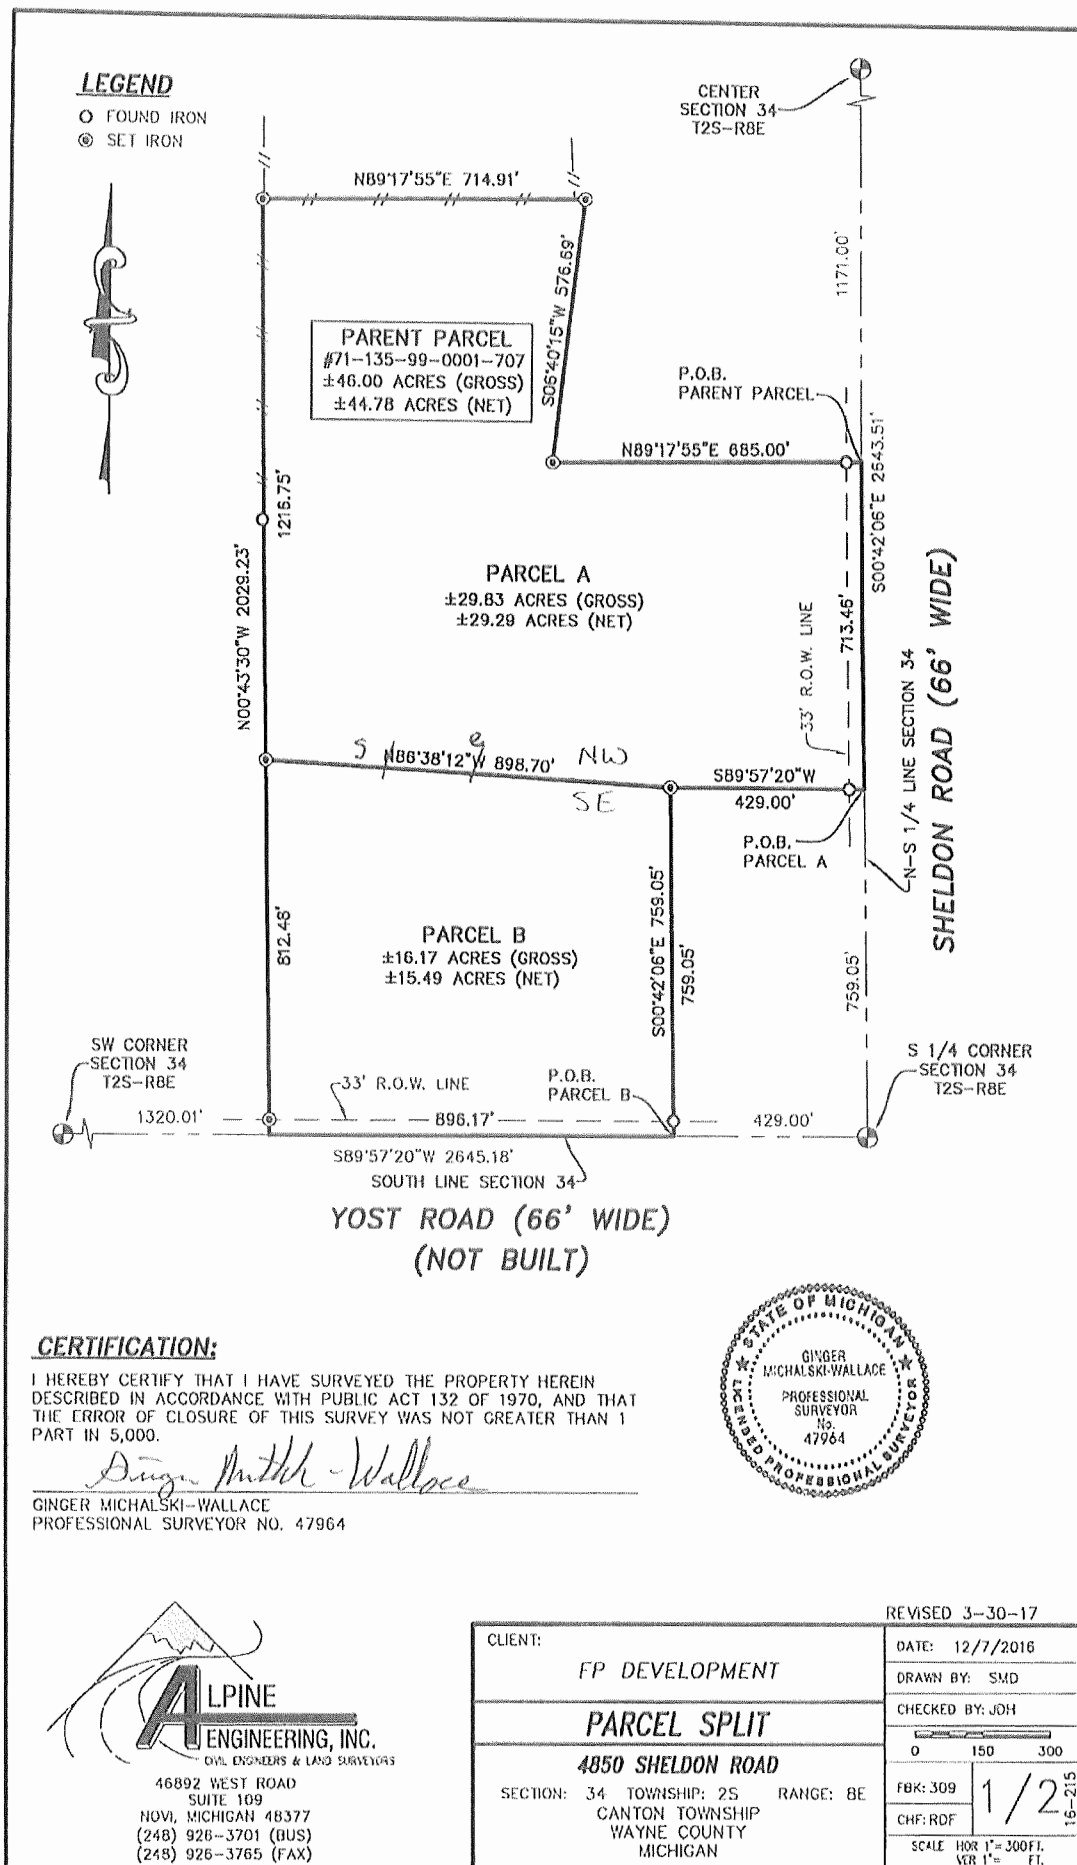 LEGEND
FOUND IRON
SET IRON
CENTER
SECTION 34
T2S-R8E
N89°17'55"E 714.91'
1171.00'
S06°40'15"W 576.69'
PARENT PARCEL
#71-135-99-0001-707
±46.00 ACRES (GROSS)
±44.78 ACRES (NET)
P.O.B.
PARENT PARCEL
N89°17'55"E 685.00'
S00°42'06"E 2643.51'
1216.75'
N00°43'30"W 2029.23'
PARCEL A
±29.83 ACRES (GROSS)
±29.29 ACRES (NET)
713.46'
33' R.O.W. LINE
N-S 1/4 LINE SECTION 34
SHELDON ROAD (66' WIDE)
S e NW
N86°38'12"W 898.70'
SE
S89°57'20"W
429.00'
P.O.B.
PARCEL A
812.48'
PARCEL B
±16.17 ACRES (GROSS)
±15.49 ACRES (NET)
S00°42'06"E 759.05'
759.05'
759.05'
SW CORNER
SECTION 34
T2S-R8E
S 1/4 CORNER
SECTION 34
T2S-R8E
33' R.O.W. LINE
P.O.B.
PARCEL B
1320.01'
896.17'
429.00'
S89°57'20"W 2645.18'
SOUTH LINE SECTION 34
YOST ROAD (66' WIDE)
(NOT BUILT)
CERTIFICATION:
I HEREBY CERTIFY THAT I HAVE SURVEYED THE PROPERTY HEREIN
DESCRIBED IN ACCORDANCE WITH PUBLIC ACT 132 OF 1970, AND THAT
THE ERROR OF CLOSURE OF THIS SURVEY WAS NOT GREATER THAN 1
PART IN 5,000.
GINGER MICHALSKI-WALLACE
PROFESSIONAL SURVEYOR NO. 47964
STATE OF MICHIGAN
GINGER
MICHALSKI-WALLACE
PROFESSIONAL
SURVEYOR
No.
47964
LICENSED PROFESSIONAL SURVEYOR
ALPINE
ENGINEERING, INC.
CIVIL ENGINEERS & LAND SURVEYORS
46892 WEST ROAD
SUITE 109
NOVI, MICHIGAN 48377
(248) 926-3701 (BUS)
(248) 926-3765 (FAX)
CLIENT:
FP DEVELOPMENT
PARCEL SPLIT
4850 SHELDON ROAD
SECTION: 34 TOWNSHIP: 2S RANGE: 8E
CANTON TOWNSHIP
WAYNE COUNTY
MICHIGAN
REVISED 3-30-17
DATE: 12/7/2016
DRAWN BY: SMD
CHECKED BY: JDH
0 150 300
FBK: 309
CHF: RDF
1/2
16-215
SCALE HOR 1"= 300FT.
VER 1"= FT.